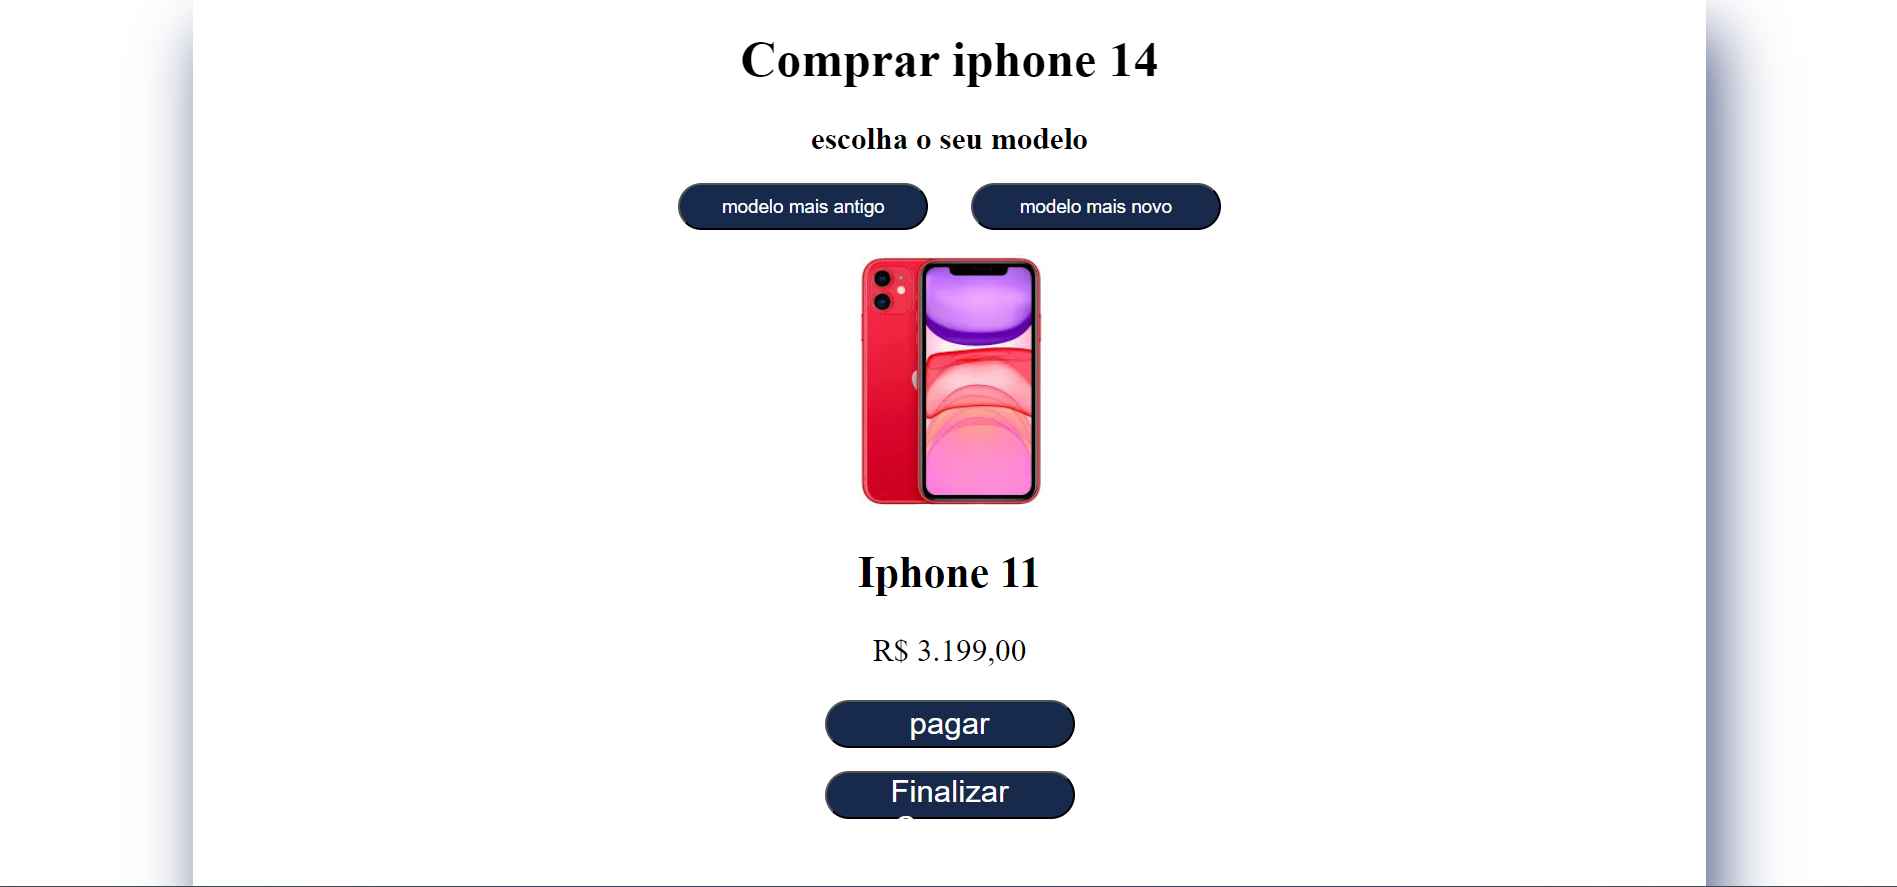 Comprar iphone 14
escolha o seu modelo
modelo mais antigo
modelo mais novo
Iphone 11
R$ 3.199,00
pagar
Finalizar